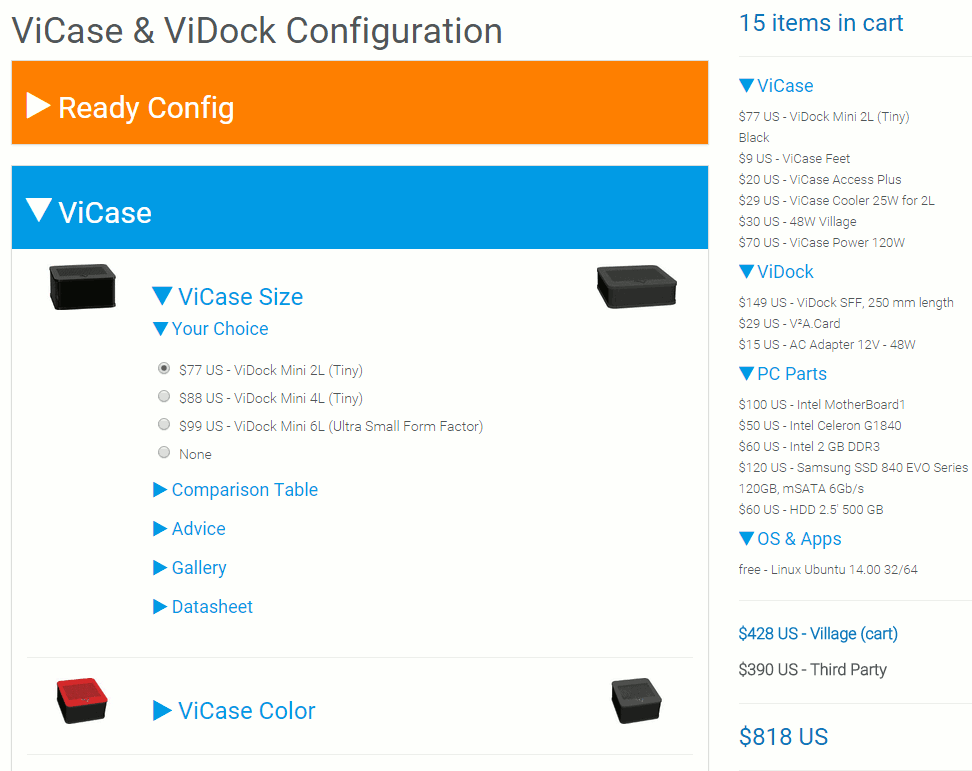 ViCase & ViDock Configuration
Ready Config
ViCase
ViCase Size
Your Choice
$77 US - ViDock Mini 2L (Tiny)
$88 US - ViDock Mini 4L (Tiny)
$99 US - ViDock Mini 6L (Ultra Small Form Factor)
None
Comparison Table
Advice
Gallery
Datasheet
ViCase Color
15 items in cart
ViCase
$77 US - ViDock Mini 2L (Tiny)
Black
$9 US - ViCase Feet
$20 US - ViCase Access Plus
$29 US - ViCase Cooler 25W for 2L
$30 US - 48W Village
$70 US - ViCase Power 120W
ViDock
$149 US - ViDock SFF, 250 mm length
$29 US - V²A.Card
$15 US - AC Adapter 12V - 48W
PC Parts
$100 US - Intel MotherBoard1
$50 US - Intel Celeron G1840
$60 US - Intel 2 GB DDR3
$120 US - Samsung SSD 840 EVO Series
120GB, mSATA 6Gb/s
$60 US - HDD 2.5' 500 GB
OS & Apps
free - Linux Ubuntu 14.00 32/64
$428 US - Village (cart)
$390 US - Third Party
$818 US